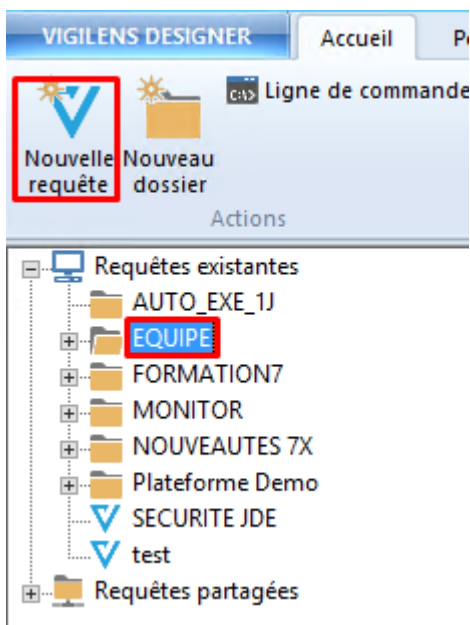 VIGILENS DESIGNER Accueil
Ligne de commande
Nouvelle Nouveau
requête dossier
Actions
Requêtes existantes
AUTO_EXE_1J
EQUIPE
FORMATION7
MONITOR
NOUVEAUTES 7X
Plateforme Demo
SECURITE JDE
test
Requêtes partagées